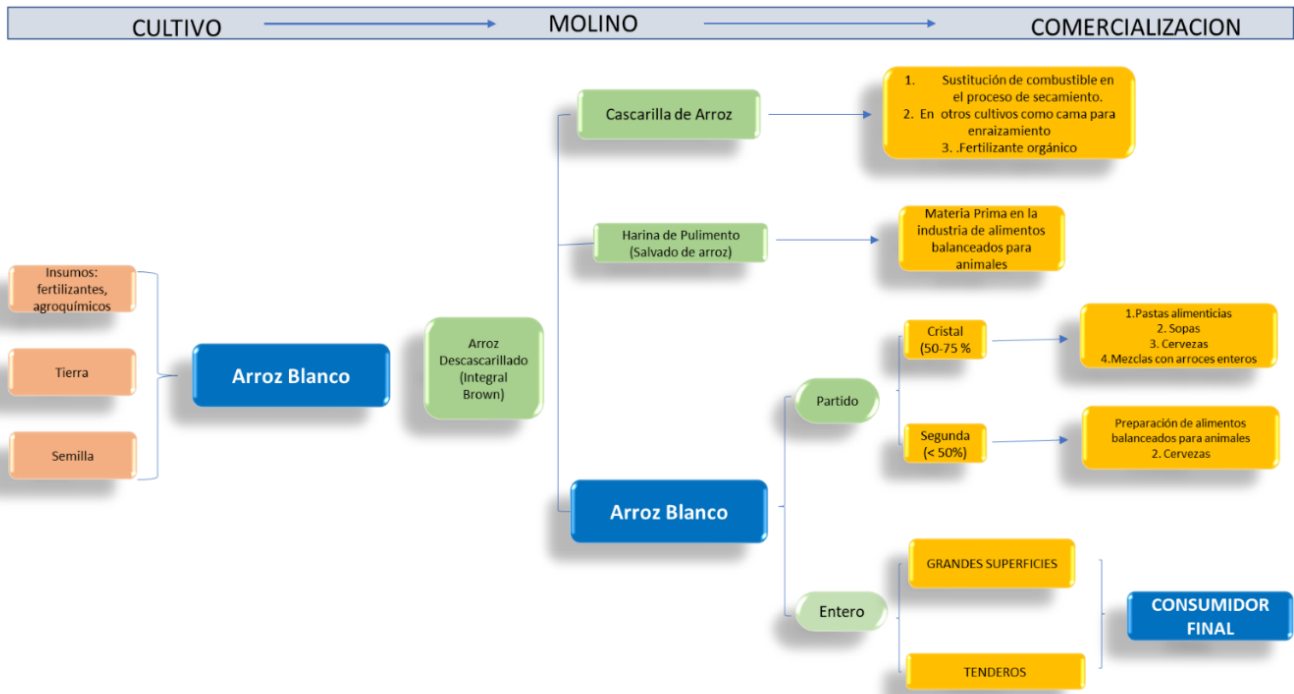 CULTIVO
MOLINO
COMERCIALIZACION
Cascarilla de Arroz
1. Sustitución de combustible en
el proceso de secamiento.
2. En otros cultivos como cama para
enraizamiento
3. .Fertilizante orgánico
Harina de Pulimento
(Salvado de arroz)
Materia Prima en la
industria de alimentos
balanceados para
animales
Insumos:
fertilizantes,
agroquímicos
Tierra
Semilla
Arroz Blanco
Arroz
Descascarillado
(Integral
Brown)
Arroz Blanco
Partido
Cristal
(50-75 %
1.Pastas alimenticias
2. Sopas
3. Cervezas
4.Mezclas con arroces enteros
Segunda
(< 50%)
Preparación de alimentos
balanceados para animales
2. Cervezas
Entero
GRANDES SUPERFICIES
TENDEROS
CONSUMIDOR
FINAL